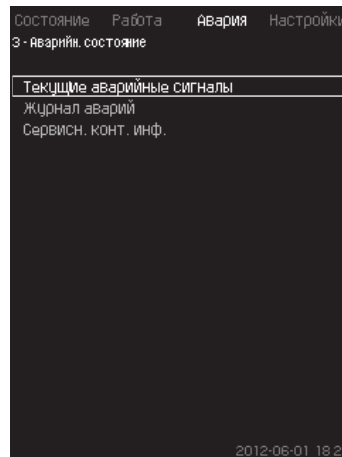 Состояние Работа Авария Настройки
3 - Аварийн. состояние
Текущие аварийные сигналы
Журнал аварий
Сервисн. конт. инф.
2012-06-01 18:2